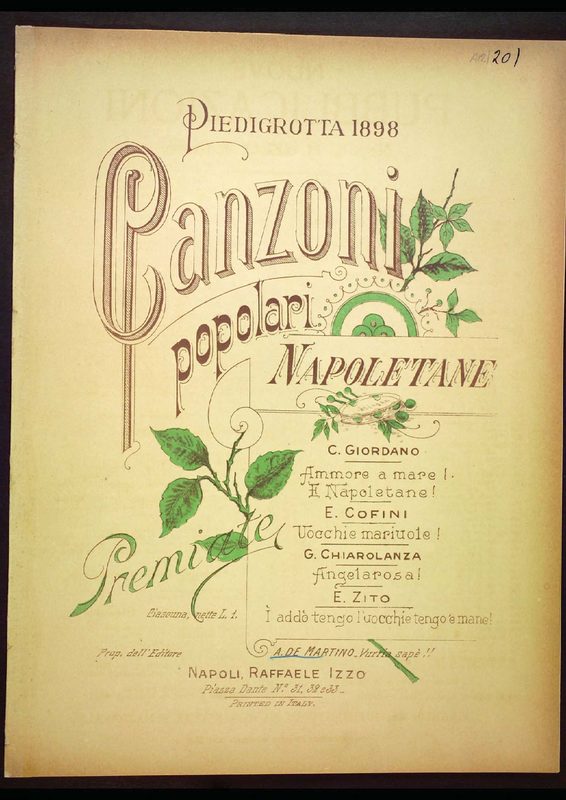 201
PIEDIGROTTA 1898
Canzoni
popolari
NAPOLETANE
C. GIORDANO
Ammore a mare!
E Napoletane!
E. COFINI
Uocchie mariuole!
G. CHIAROLANZA
Angelarosa!
E. ZITO
Ì addò tengo l'uocchie tengo 'e mane!
Premiate
Ciascuna, nette L. 1.
A. DE MARTINO. Vurria sapè!!
Prop. dell'Editore
NAPOLI, RAFFAELE IZZO
Piazza Dante N.º 31, 32 e 33_
PRINTED IN ITALY.